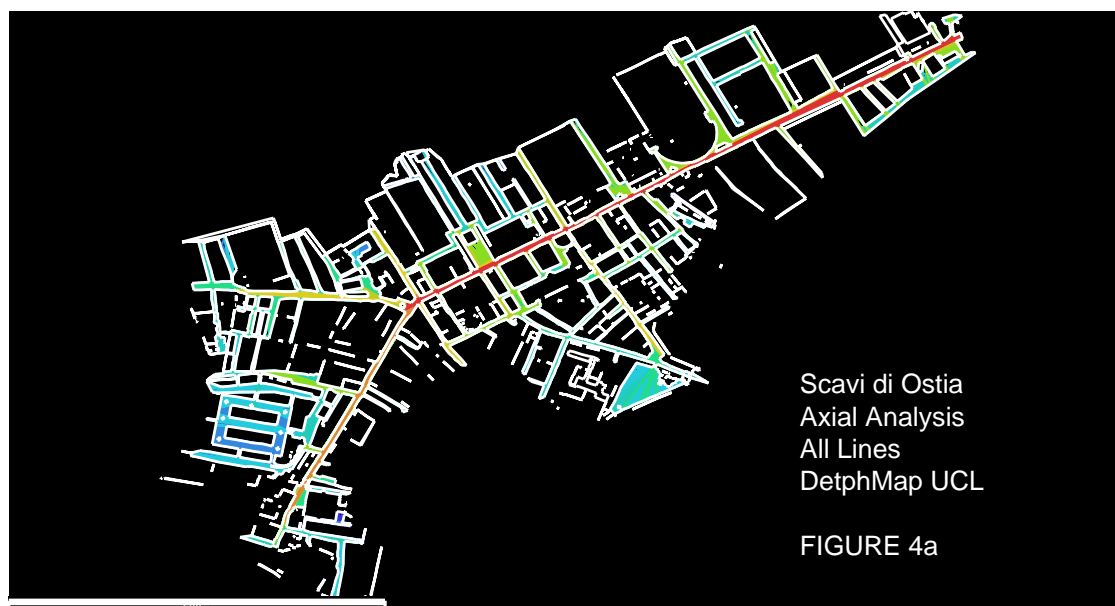 Scavi di Ostia
Axial Analysis
All Lines
DetphMap UCL
FIGURE 4a